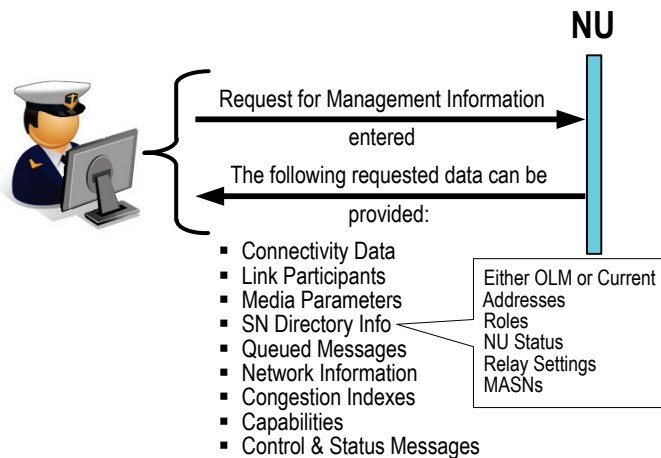 NU
Request for Management Information
entered
The following requested data can be
provided:
▪ Connectivity Data
▪ Link Participants
▪ Media Parameters
▪ SN Directory Info
▪ Queued Messages
▪ Network Information
▪ Congestion Indexes
▪ Capabilities
▪ Control & Status Messages
Either OLM or Current
Addresses
Roles
NU Status
Relay Settings
MASNs